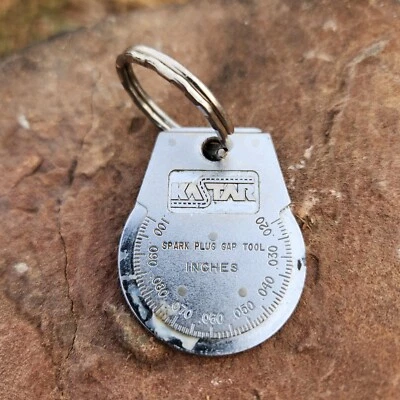 KASTAR
SPARK PLUG GAP TOOL
INCHES
.100 .090 .080 .070 .060 .050 .040 .030 .020